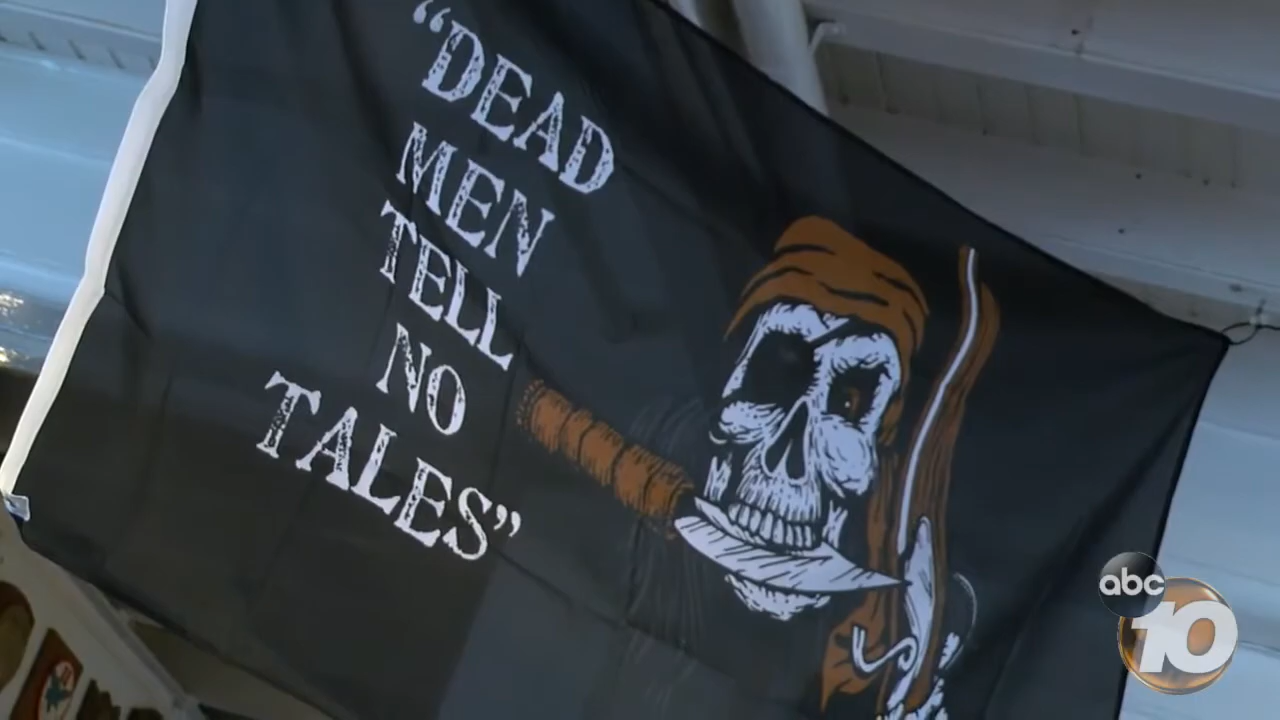 “DEAD
MEN
TELL
NO
TALES”
abc
10